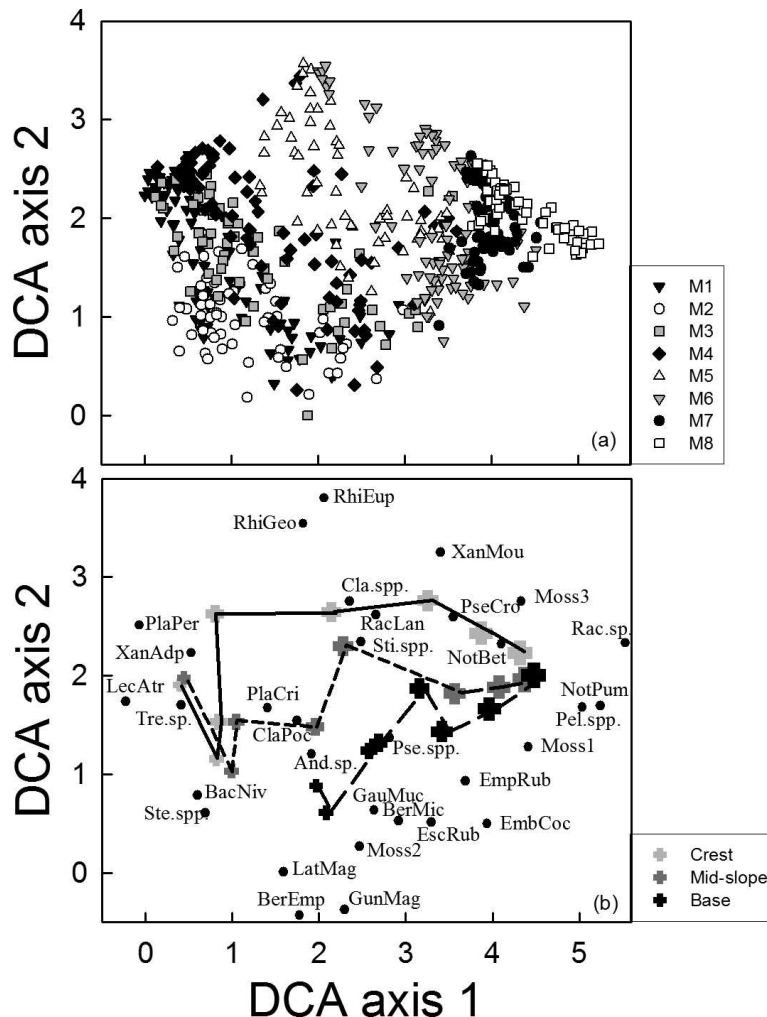 4
3
2
1
0
DCA axis 2
(a)
M1
M2
M3
M4
M5
M6
M7
M8
4
3
2
1
0
DCA axis 2
RhiEup
RhiGeo
XanMou
Cla.spp.
PseCro
Moss3
PlaPer
RacLan
Rac.sp.
XanAdp
Sti.spp.
NotBet
LecAtr
PlaCri
NotPum
Tre.sp.
ClaPoc
Pel.spp.
And.sp.
Pse.spp.
Moss1
BacNiv
EmpRub
Ste.spp.
GauMuc
BerMic
EscRub
EmbCoc
Moss2
LatMag
BerEmp
GunMag
(b)
Crest
Mid-slope
Base
0 1 2 3 4 5
DCA axis 1